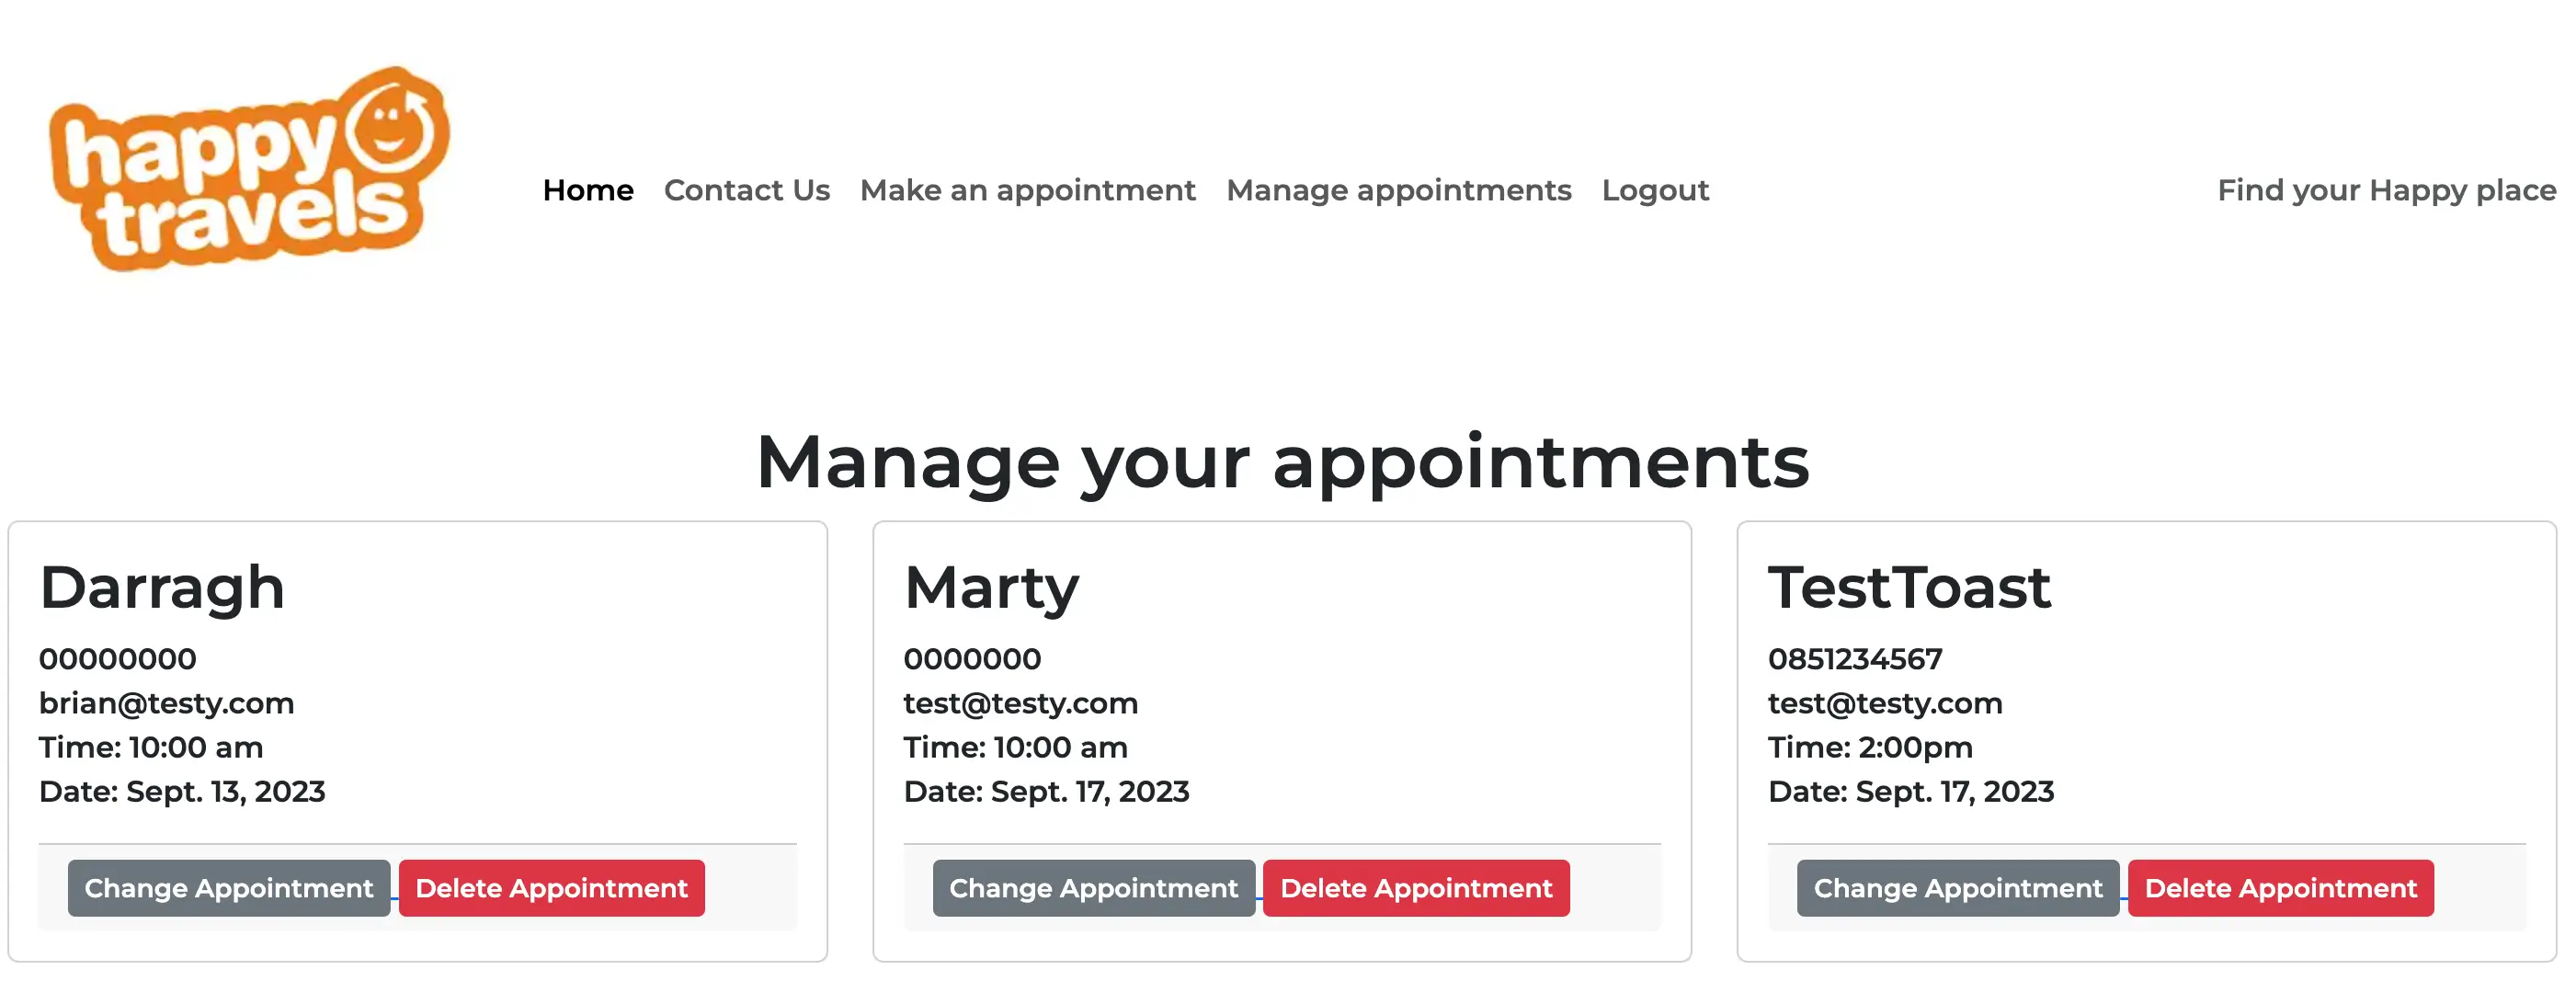 happy
travels
Home Contact Us Make an appointment Manage appointments Logout Find your Happy place
Manage your appointments
Darragh
00000000
brian@testy.com
Time: 10:00 am
Date: Sept. 13, 2023
Change Appointment Delete Appointment
Marty
0000000
test@testy.com
Time: 10:00 am
Date: Sept. 17, 2023
Change Appointment Delete Appointment
TestToast
0851234567
test@testy.com
Time: 2:00pm
Date: Sept. 17, 2023
Change Appointment Delete Appointment